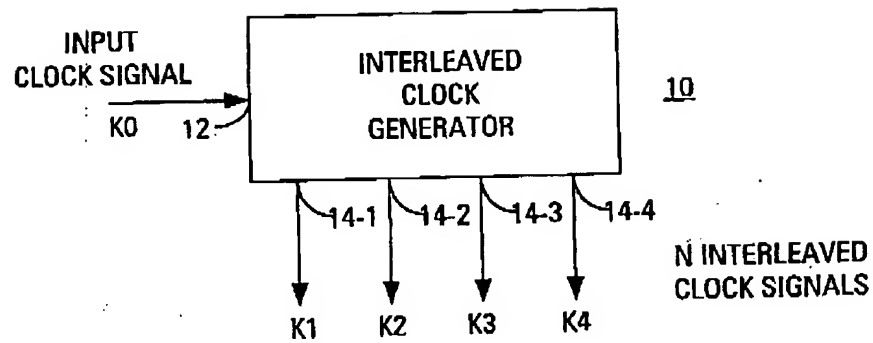 INPUT
CLOCK SIGNAL
K0
12
INTERLEAVED
CLOCK
GENERATOR
10
14-1
14-2
14-3
14-4
N INTERLEAVED
CLOCK SIGNALS
K1
K2
K3
K4